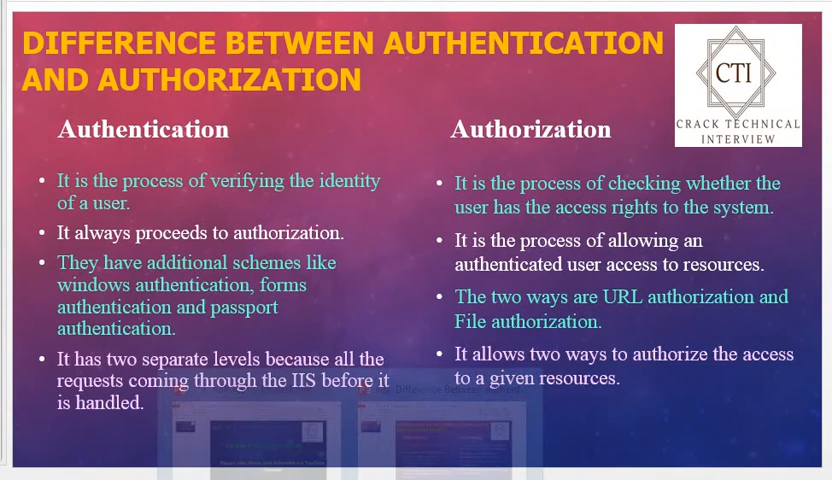 DIFFERENCE BETWEEN AUTHENTICATION
AND AUTHORIZATION
CTI
CRACK TECHNICAL
INTERVIEW
Authentication
• It is the process of verifying the identity
of a user.
• It always proceeds to authorization.
• They have additional schemes like
windows authentication, forms
authentication and passport
authentication.
• It has two separate levels because all the
requests coming through the IIS before it
is handled.
Authorization
• It is the process of checking whether the
user has the access rights to the system.
• It is the process of allowing an
authenticated user access to resources.
• The two ways are URL authorization and
File authorization.
• It allows two ways to authorize the access
to a given resources.
Difference Between